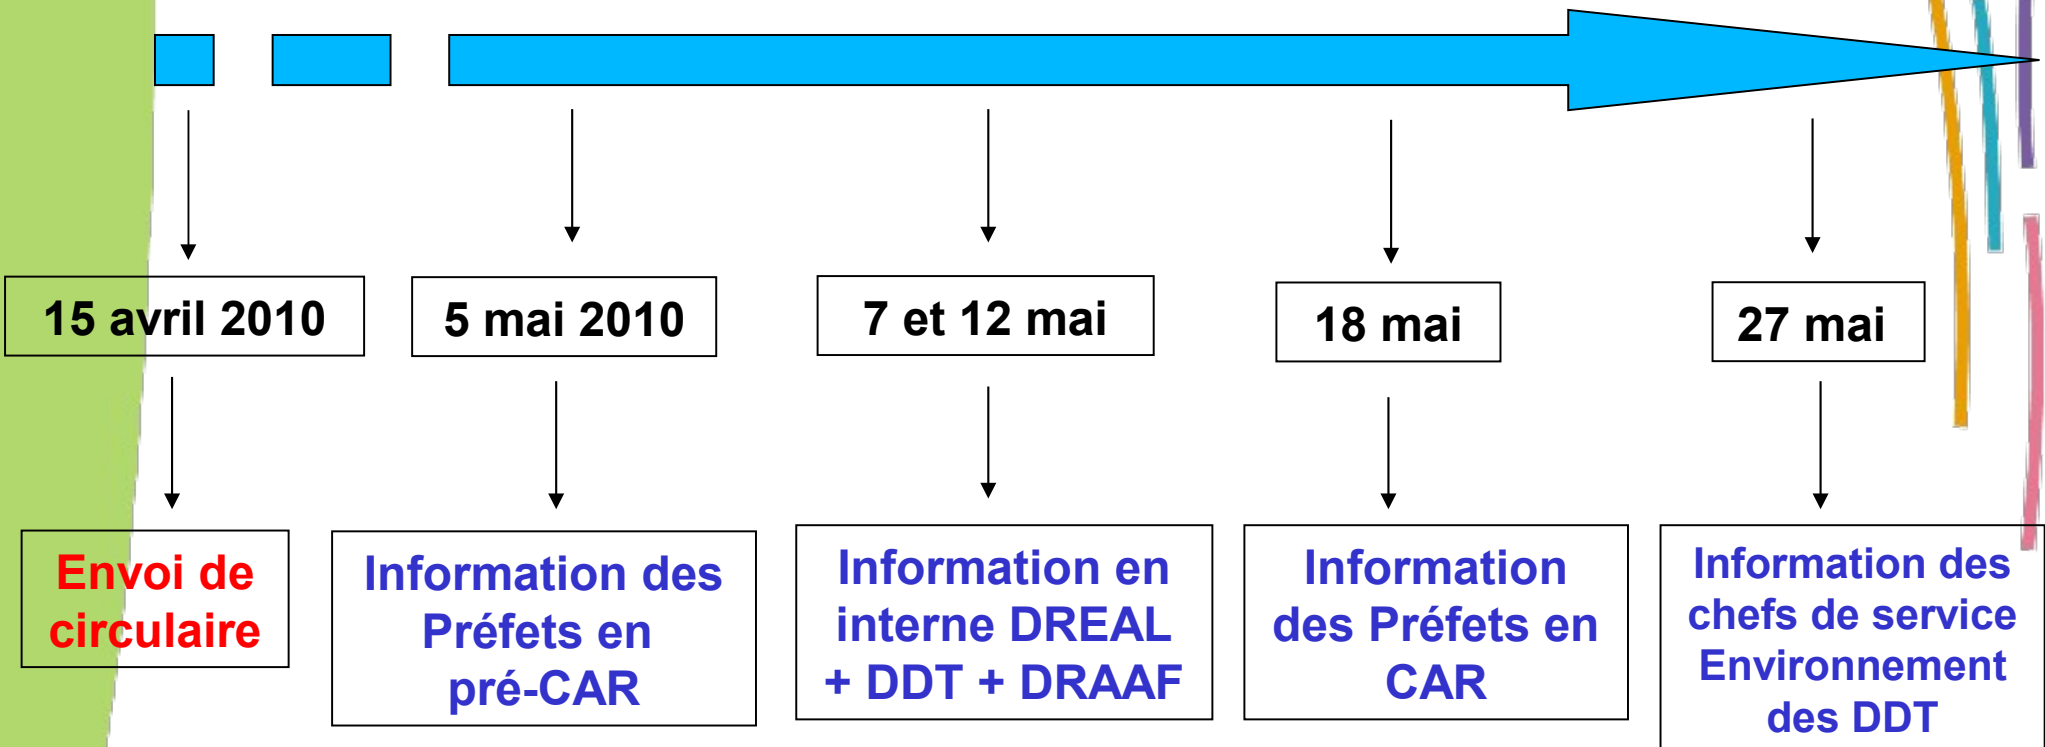 15 avril 2010
5 mai 2010
7 et 12 mai
18 mai
27 mai
Envoi de
circulaire
Information des
Préfets en
pré-CAR
Information en
interne DREAL
+ DDT + DRAAF
Information
des Préfets en
CAR
Information des
chefs de service
Environnement
des DDT